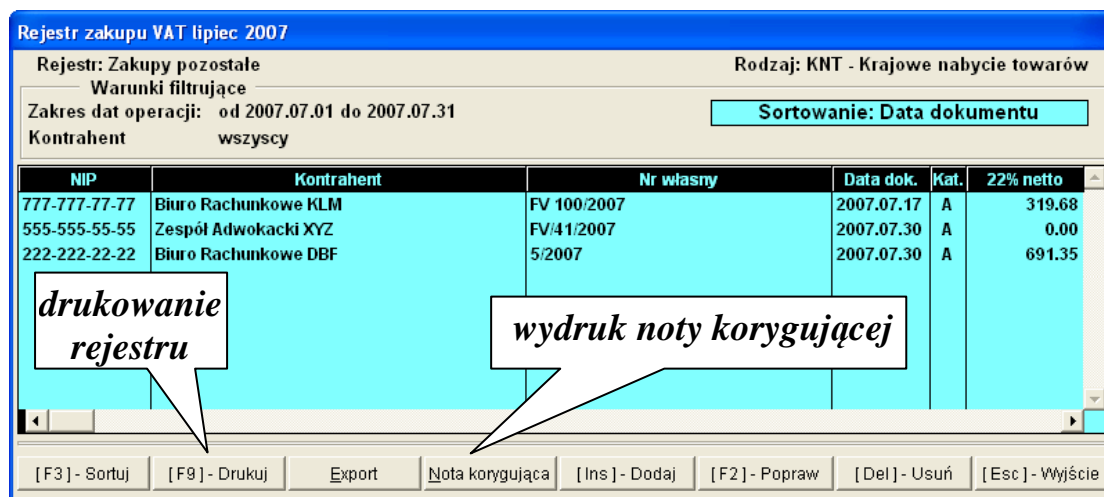 Rejestr zakupu VAT lipiec 2007
Rejestr: Zakupy pozostałe Rodzaj: KNT - Krajowe nabycie towarów
Warunki filtrujące
Zakres dat operacji: od 2007.07.01 do 2007.07.31
Sortowanie: Data dokumentu
Kontrahent wszyscy
NIP Kontrahent Nr własny Data dok. Kat. 22% netto
777-777-77-77 Biuro Rachunkowe KLM FV 100/2007 2007.07.17 A 319.68
555-555-55-55 Zespół Adwokacki XYZ FV/41/2007 2007.07.30 A 0.00
222-222-22-22 Biuro Rachunkowe DBF 5/2007 2007.07.30 A 691.35
drukowanie
rejestru
wydruk noty korygującej
[F3] - Sortuj [F9] - Drukuj Export Nota korygująca [Ins] - Dodaj [F2] - Popraw [Del] - Usuń [Esc] - Wyjście